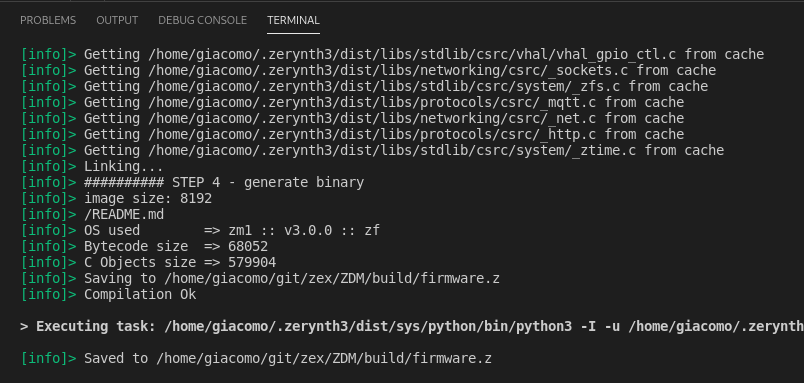 PROBLEMS OUTPUT DEBUG CONSOLE TERMINAL
[info]> Getting /home/giacomo/.zerynth3/dist/libs/stdlib/csrc/vhal/vhal_gpio_ctl.c from cache
[info]> Getting /home/giacomo/.zerynth3/dist/libs/networking/csrc/_sockets.c from cache
[info]> Getting /home/giacomo/.zerynth3/dist/libs/stdlib/csrc/system/_zfs.c from cache
[info]> Getting /home/giacomo/.zerynth3/dist/libs/protocols/csrc/_mqtt.c from cache
[info]> Getting /home/giacomo/.zerynth3/dist/libs/networking/csrc/_net.c from cache
[info]> Getting /home/giacomo/.zerynth3/dist/libs/protocols/csrc/_http.c from cache
[info]> Getting /home/giacomo/.zerynth3/dist/libs/stdlib/csrc/system/_ztime.c from cache
[info]> Linking...
[info]> ########## STEP 4 - generate binary
[info]> image size: 8192
[info]> /README.md
[info]> OS used        => zm1 :: v3.0.0 :: zf
[info]> Bytecode size  => 68052
[info]> C Objects size => 579904
[info]> Saving to /home/giacomo/git/zex/ZDM/build/firmware.z
[info]> Compilation Ok
> Executing task: /home/giacomo/.zerynth3/dist/sys/python/bin/python3 -I -u /home/giacomo/.zerynth
[info]> Saved to /home/giacomo/git/zex/ZDM/build/firmware.z